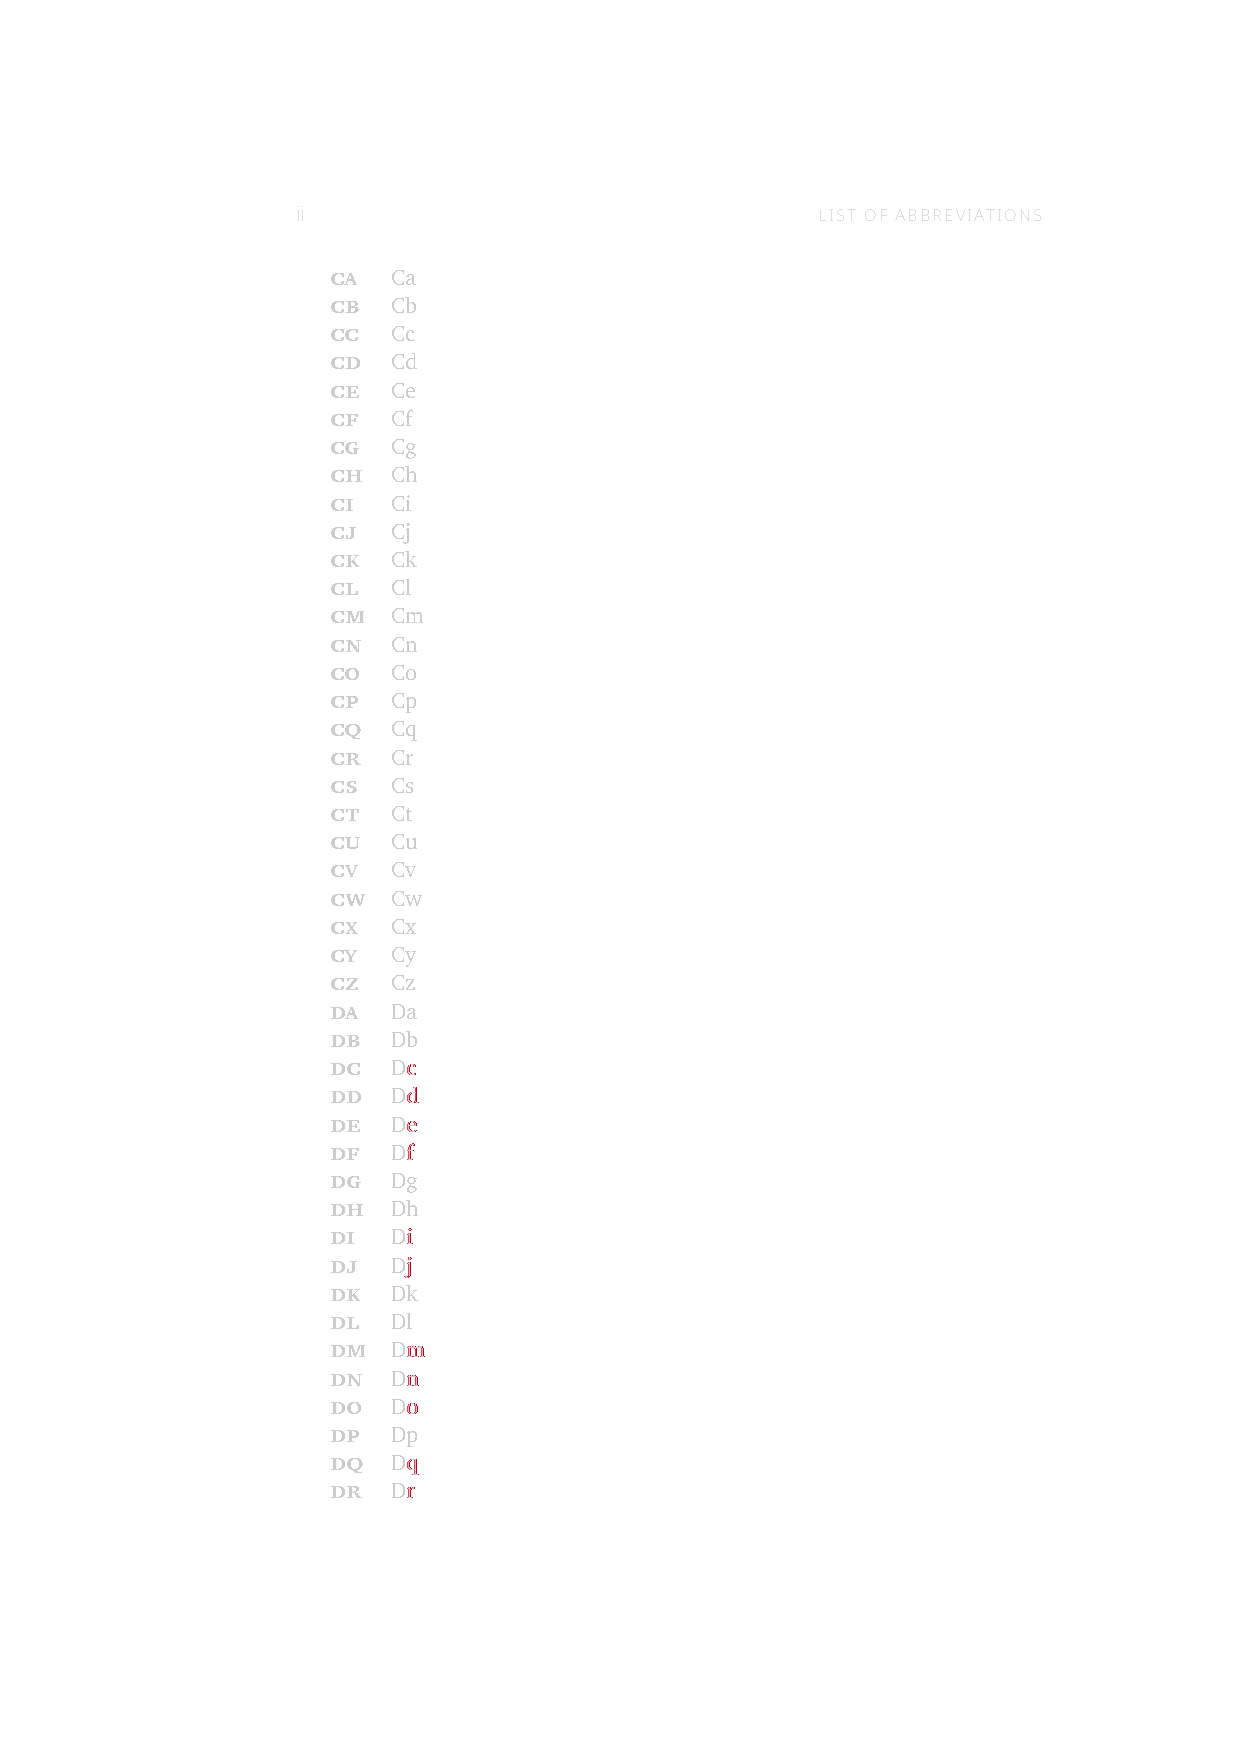 ii LIST OF ABBREVIATIONS
CA Ca
CB Cb
CC Cc
CD Cd
CE Ce
CF Cf
CG Cg
CH Ch
CI Ci
CJ Cj
CK Ck
CL Cl
CM Cm
CN Cn
CO Co
CP Cp
CQ Cq
CR Cr
CS Cs
CT Ct
CU Cu
CV Cv
CW Cw
CX Cx
CY Cy
CZ Cz
DA Da
DB Db
DC Dc
DD Dd
DE De
DF Df
DG Dg
DH Dh
DI Di
DJ Dj
DK Dk
DL Dl
DM Dm
DN Dn
DO Do
DP Dp
DQ Dq
DR Dr